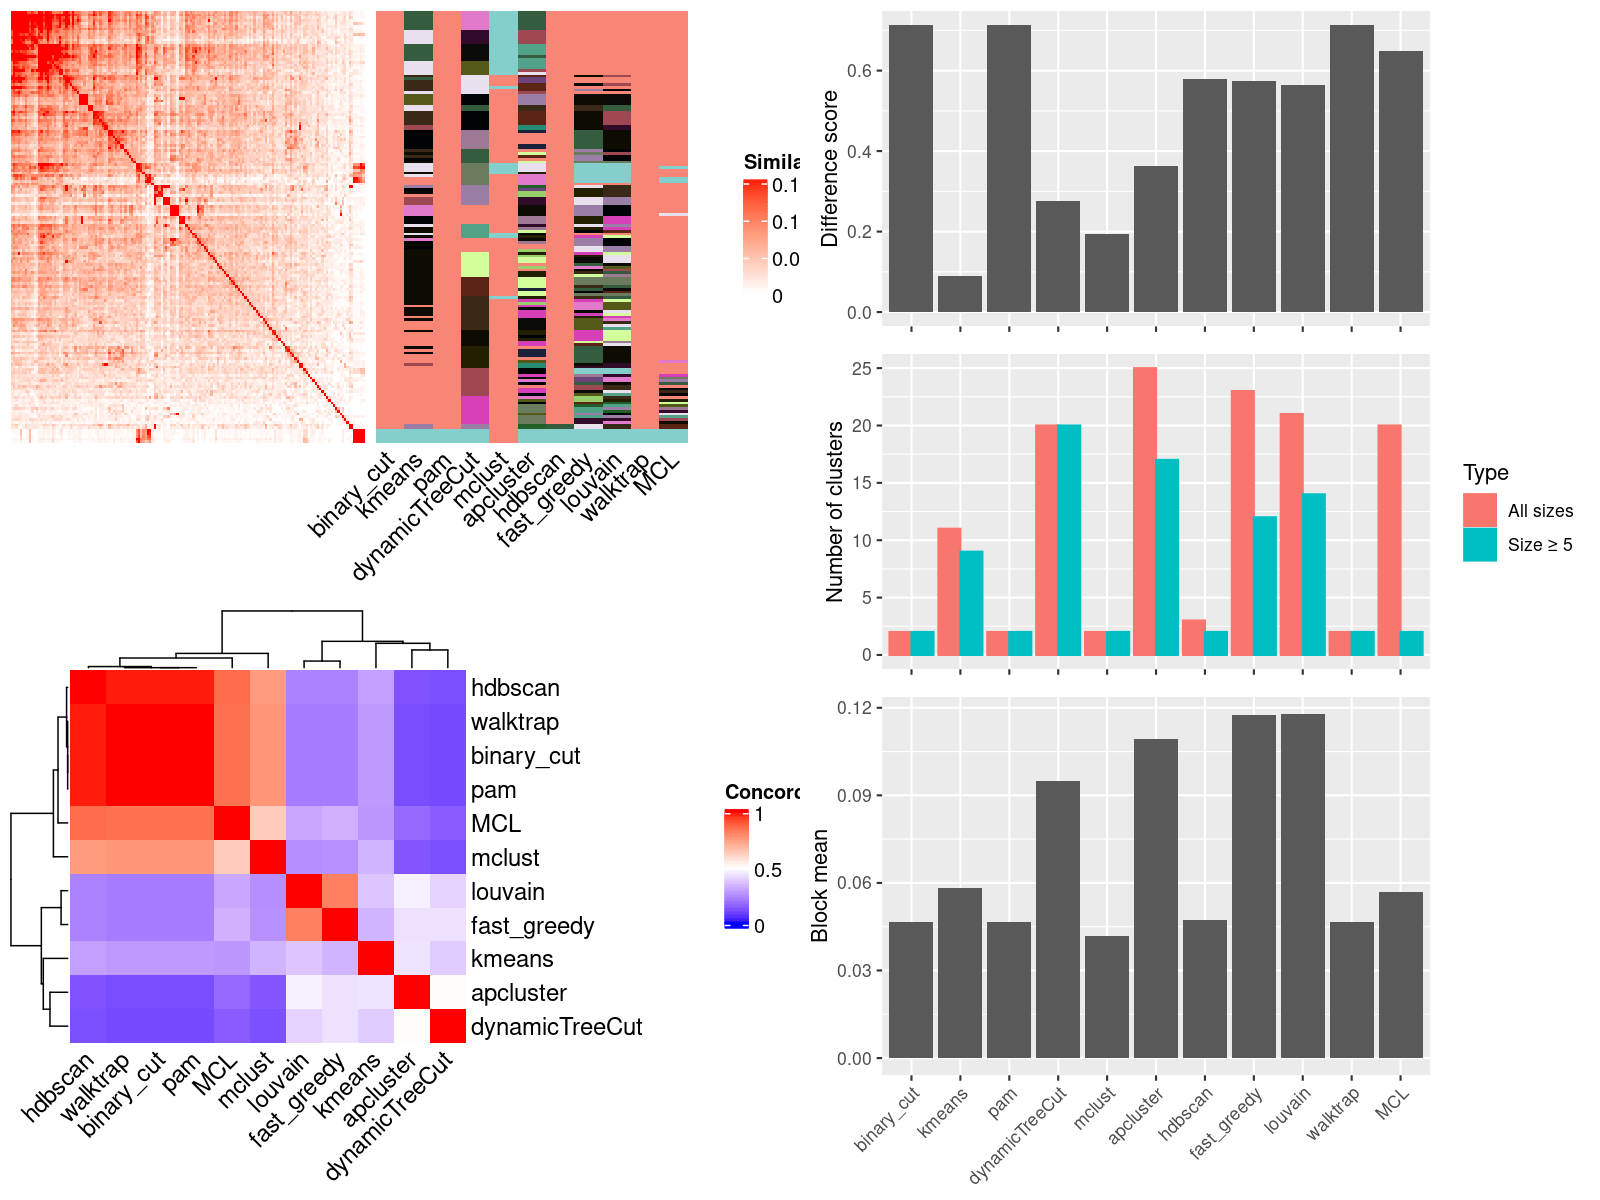 Simila
0.1
0.1
0.0
0
binary_cut
kmeans
pam
dynamicTreeCut
mclust
apcluster
hdbscan
fast_greedy
louvain
walktrap
MCL
hdbscan
walktrap
binary_cut
pam
MCL
mclust
louvain
fast_greedy
kmeans
apcluster
dynamicTreeCut
hdbscan
walktrap
binary_cut
pam
MCL
mclust
louvain
fast_greedy
kmeans
apcluster
dynamicTreeCut
Concord
1
0.5
0
Difference score
0.6
0.4
0.2
0.0
Number of clusters
25
20
15
10
5
0
Type
All sizes
Size ≥ 5
Block mean
0.12
0.09
0.06
0.03
0.00
binary_cut
kmeans
pam
dynamicTreeCut
mclust
apcluster
hdbscan
fast_greedy
louvain
walktrap
MCL